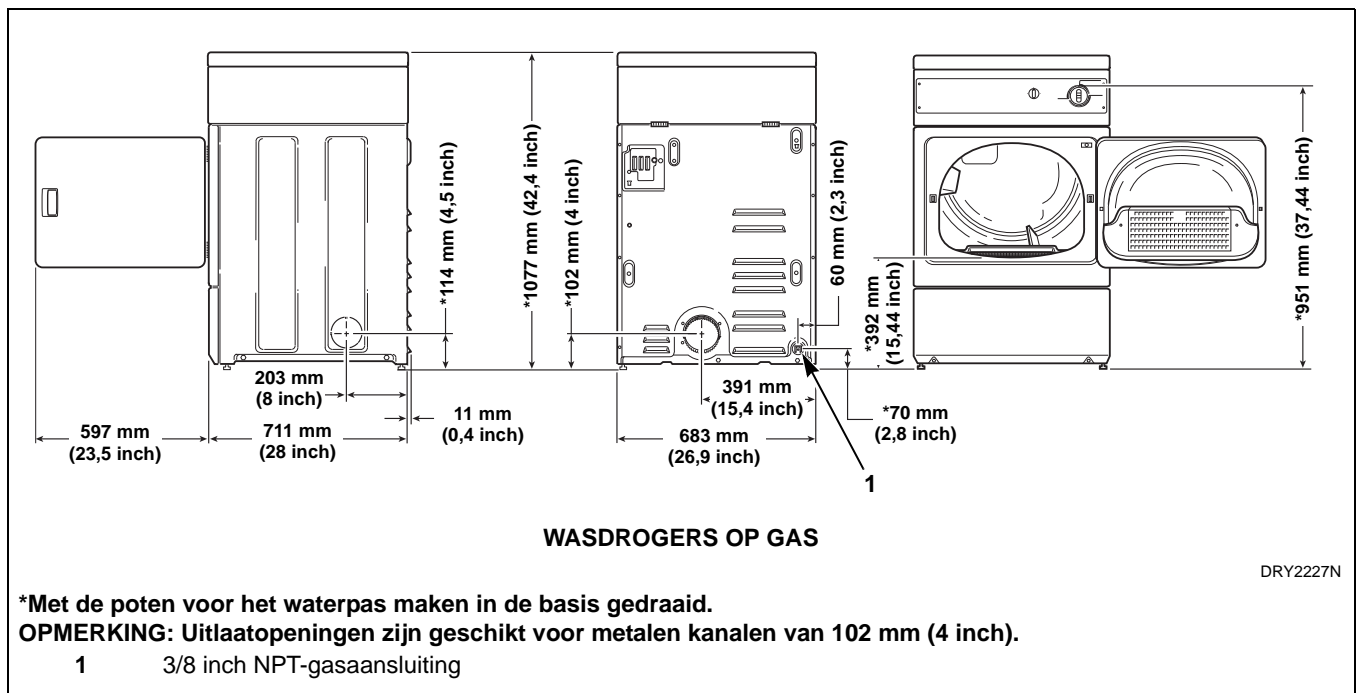 *114 mm (4,5 inch)
*1077 mm (42,4 inch)
*102 mm (4 inch)
60 mm (2,3 inch)
*392 mm
(15,44 inch)
*951 mm (37,44 inch)
203 mm
(8 inch)
597 mm
(23,5 inch)
711 mm
(28 inch)
11 mm
(0,4 inch)
391 mm
(15,4 inch)
683 mm
(26,9 inch)
*70 mm
(2,8 inch)
1
WASDROGERS OP GAS
DRY2227N
*Met de poten voor het waterpas maken in de basis gedraaid.
OPMERKING: Uitlaatopeningen zijn geschikt voor metalen kanalen van 102 mm (4 inch).
1 3/8 inch NPT-gasaansluiting